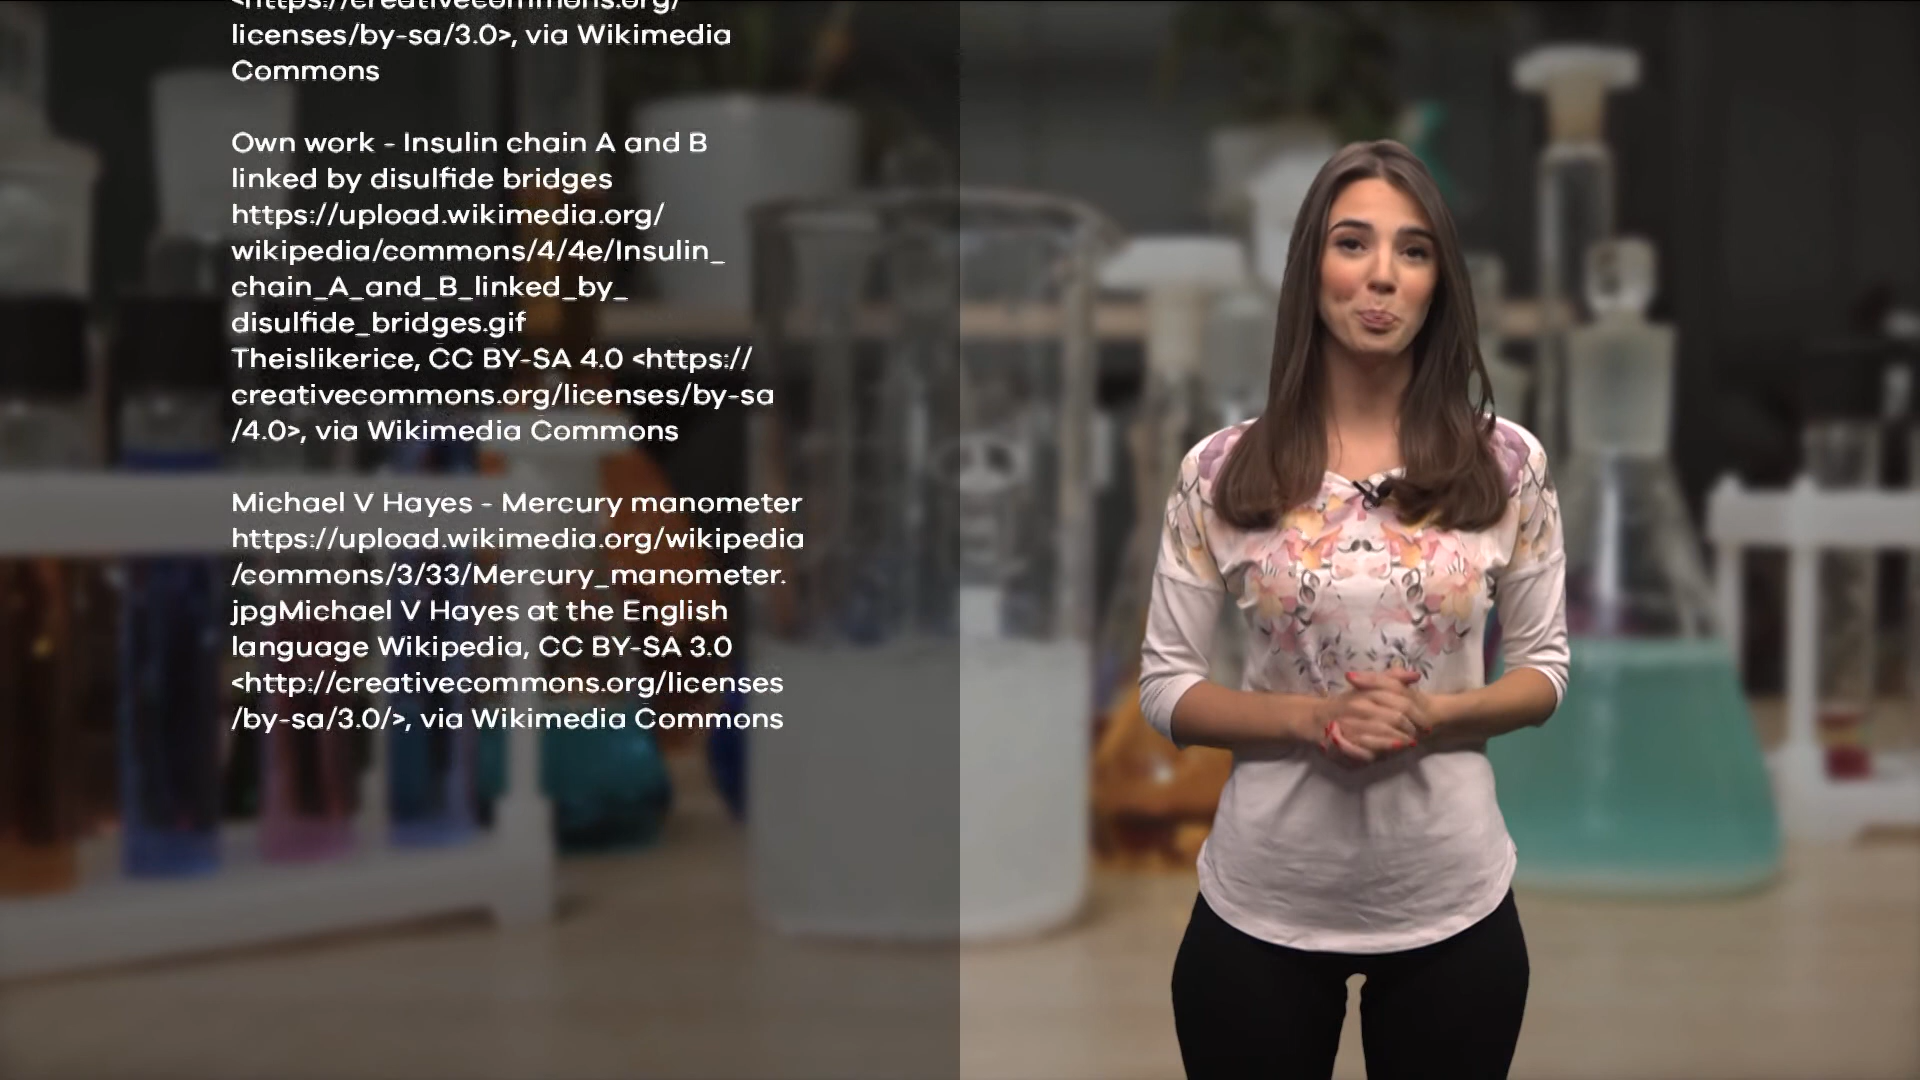 <https://creativecommons.org/
licenses/by-sa/3.0>, via Wikimedia
Commons
Own work - Insulin chain A and B
linked by disulfide bridges
https://upload.wikimedia.org/
wikipedia/commons/4/4e/Insulin_
chain_A_and_B_linked_by_
disulfide_bridges.gif
Theislikerice, CC BY-SA 4.0 <https://
creativecommons.org/licenses/by-sa
/4.0>, via Wikimedia Commons
Michael V Hayes - Mercury manometer
https://upload.wikimedia.org/wikipedia
/commons/3/33/Mercury_manometer.
jpgMichael V Hayes at the English
language Wikipedia, CC BY-SA 3.0
<http://creativecommons.org/licenses
/by-sa/3.0/>, via Wikimedia Commons